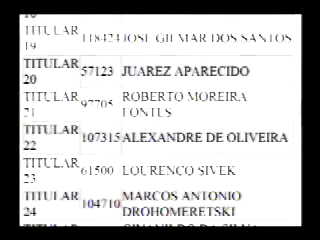 TITULAR
19 118424 JOSE GILMAR DOS SANTOS
TITULAR
20 57123 JUAREZ APARECIDO
TITULAR
21 97705 ROBERTO MOREIRA
FONTES
TITULAR
22 107315 ALEXANDRE DE OLIVEIRA
TITULAR
23 61500 LOURENCO SIVEK
TITULAR
24 104710 MARCOS ANTONIO
DROHOMERETSKI
TITULAR